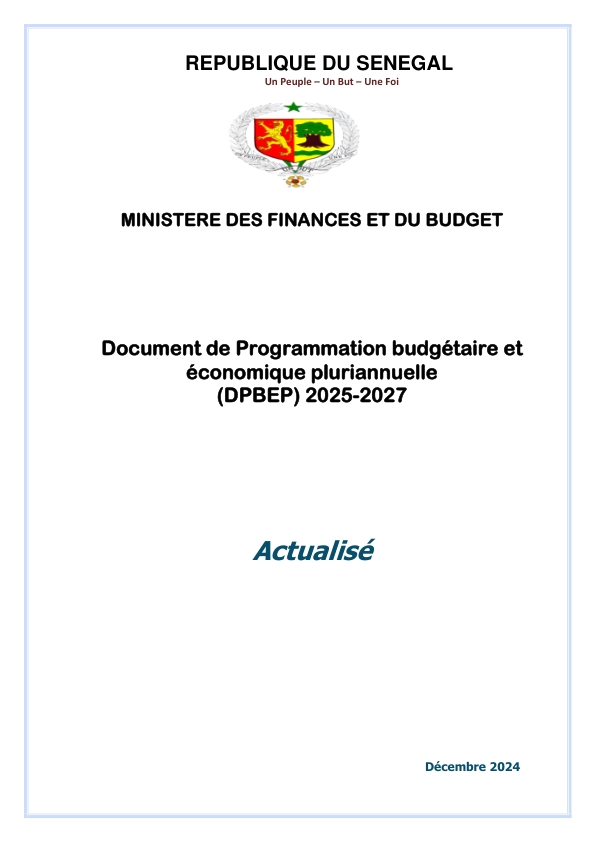 REPUBLIQUE DU SENEGAL
Un Peuple – Un But – Une Foi
MINISTERE DES FINANCES ET DU BUDGET
Document de Programmation budgétaire et
économique pluriannuelle
(DPBEP) 2025-2027
Actualisé
Décembre 2024